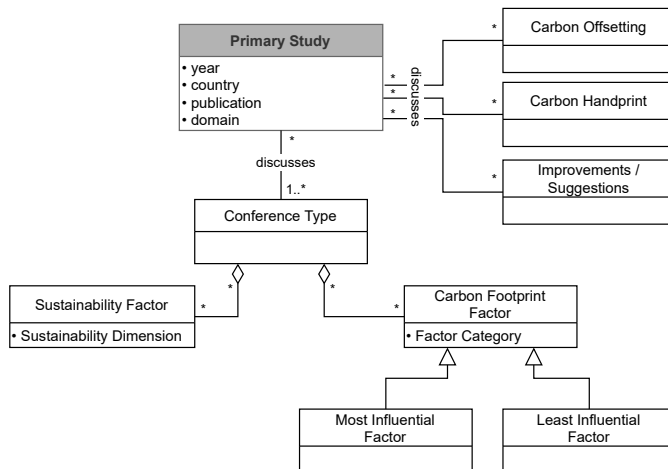 Primary Study
• year
• country
• publication
• domain
Carbon Offsetting
*
*
discusses
*
*
Carbon Handprint
*
*
Improvements /
Suggestions
*
discusses
1..*
Conference Type
*
*
Sustainability Factor
• Sustainability Dimension
*
*
Carbon Footprint
Factor
• Factor Category
Most Influential
Factor
Least Influential
Factor